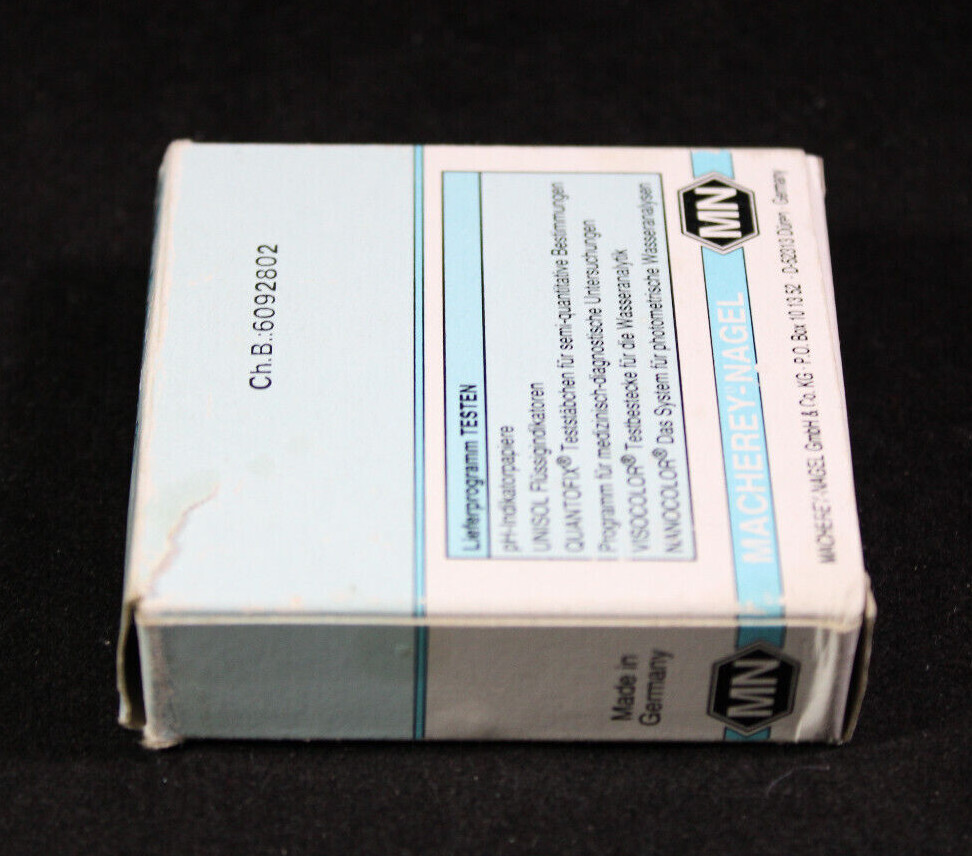 Ch.B.:6092802
Lieferprogramm TESTEN
pH-Indikatorpapiere
UNISOL Flüssigindikatoren
QUANTOFIX® Teststäbchen für semi-quantitative Bestimmungen
Programm für medizinisch-diagnostische Untersuchungen
VISOCOLOR® Testbestecke für die Wasseranalytik
NANOCOLOR® Das System für photometrische Wasseranalysen
MACHEREY-NAGEL MN
MACHEREY-NAGEL GmbH & Co. KG · P.O. Box 10 13 52 · D-52313 Düren · Germany
Made in
Germany
MN